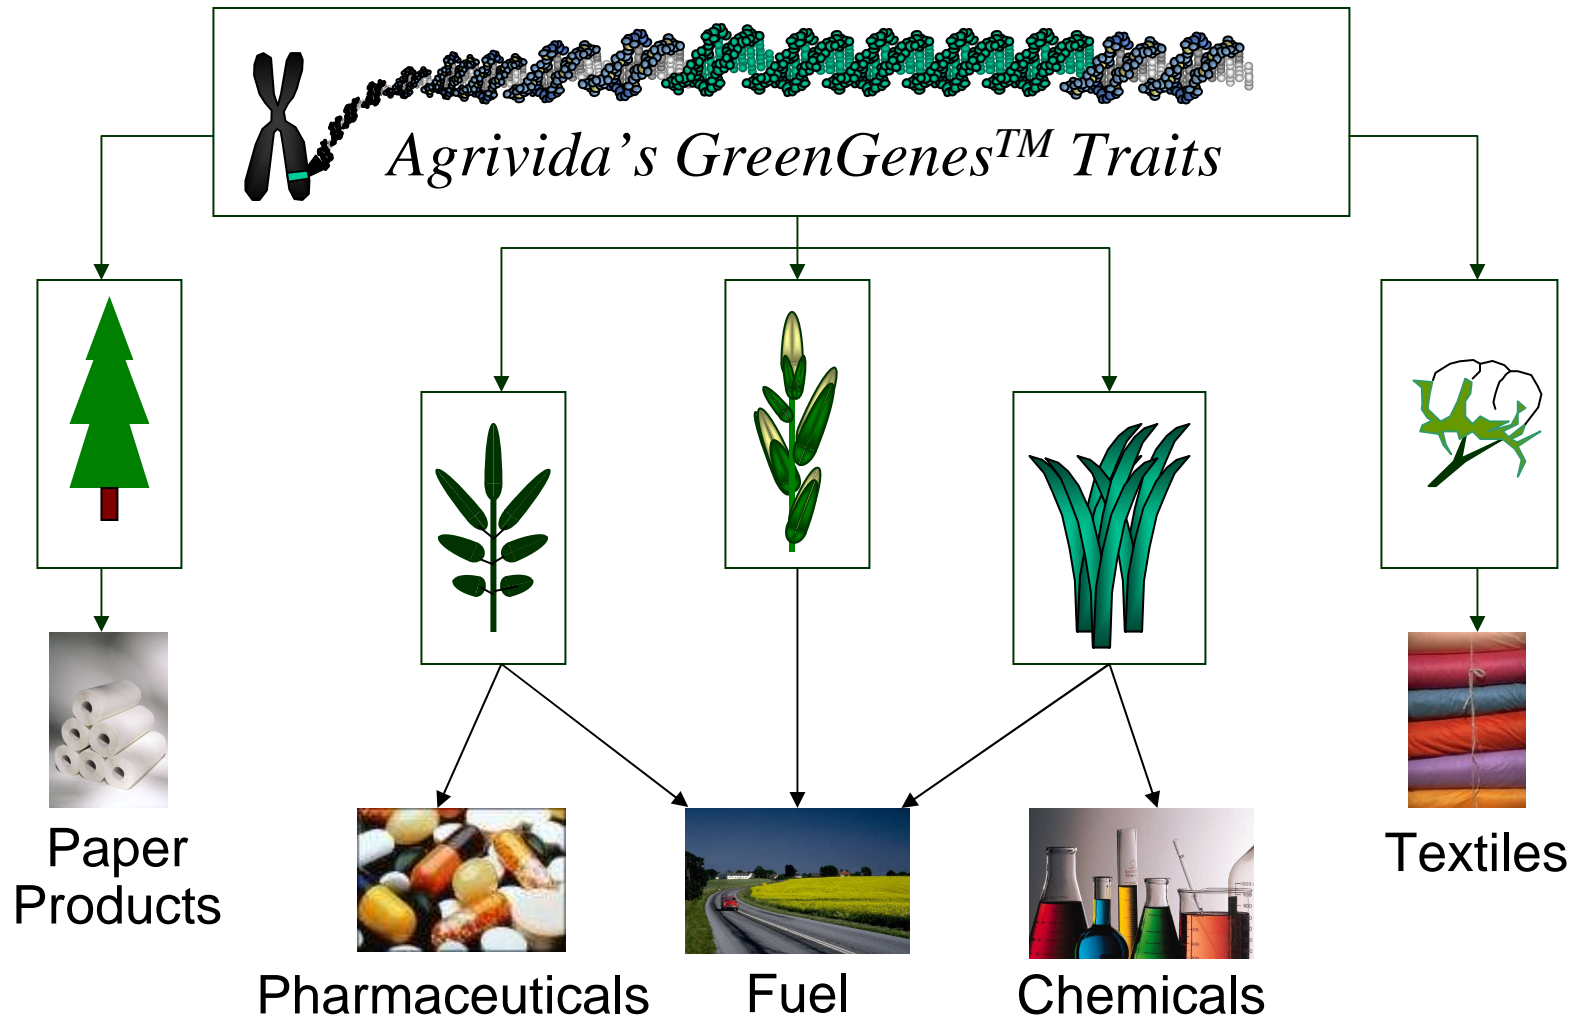 Agrivida’s GreenGenes™ Traits
Paper
Products
Pharmaceuticals
Fuel
Chemicals
Textiles